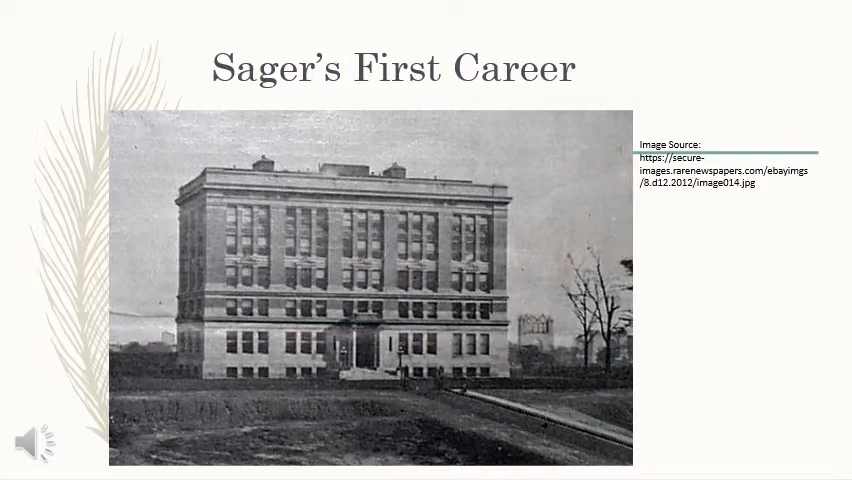 Sager’s First Career
Image Source:
https://secure-
images.rarenewspapers.com/ebayimgs
/8.d12.2012/image014.jpg